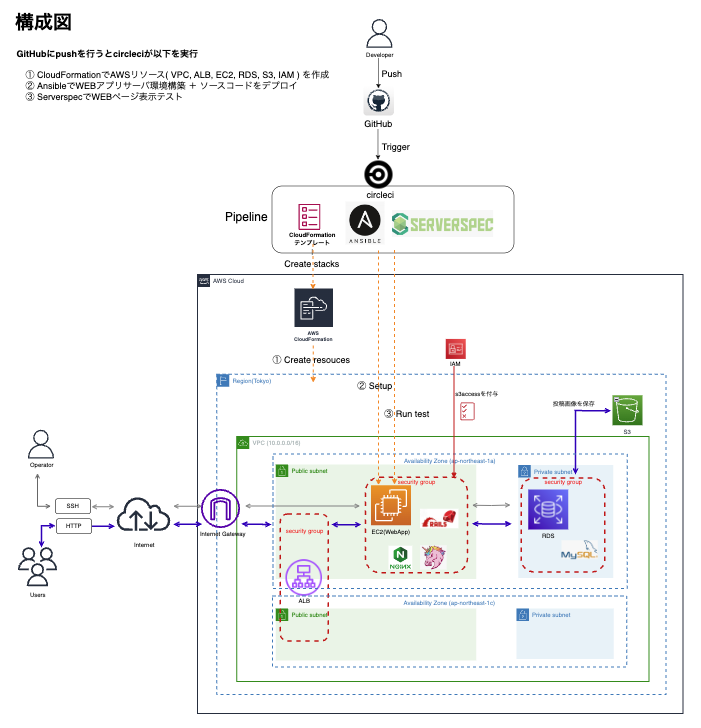 構成図
GitHubにpushを行うとcircleciが以下を実行
① CloudFormationでAWSリソース( VPC, ALB, EC2, RDS, S3, IAM ) を作成
② AnsibleでWEBアプリサーバ環境構築 + ソースコードをデプロイ
③ ServerspecでWEBページ表示テスト
Developer
Push
GitHub
Trigger
circleci
Pipeline
CloudFormation
テンプレート
ANSIBLE
SERVERSPEC
Create stacks
AWS Cloud
AWS
CloudFormation
① Create resouces
IAM
Region(Tokyo)
② Setup
s3accessを付与
投稿画像を保存
③ Run test
S3
VPC (10.0.0.0/16)
Operator
Availability Zone (ap-northeast-1a)
Public subnet
Private subnet
security group
security group
SSH
HTTP
Internet
Internet Gateway
security group
EC2(WebApp)
RAILS
RDS
MySQL
NGINX
Users
ALB
Availability Zone (ap-northeast-1c)
Public subnet
Private subnet